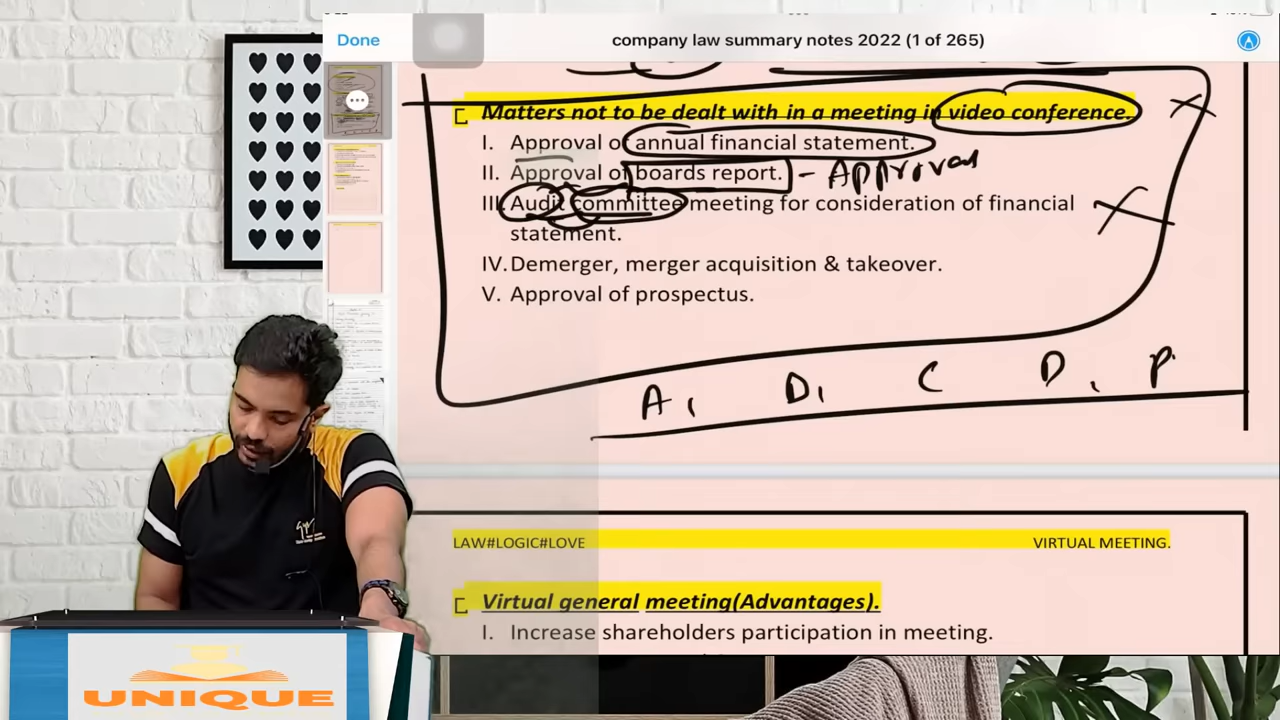 Done
company law summary notes 2022 (1 of 265)
Matters not to be dealt with in a meeting in video conference.
I. Approval of annual financial statement.
II. Approval of boards report. - Approval
III. Audit committee meeting for consideration of financial
statement.
IV. Demerger, merger acquisition & takeover.
V. Approval of prospectus.
A, D, C D, P.
LAW#LOGIC#LOVE VIRTUAL MEETING.
Virtual general meeting(Advantages).
I. Increase shareholders participation in meeting.
UNIQUE